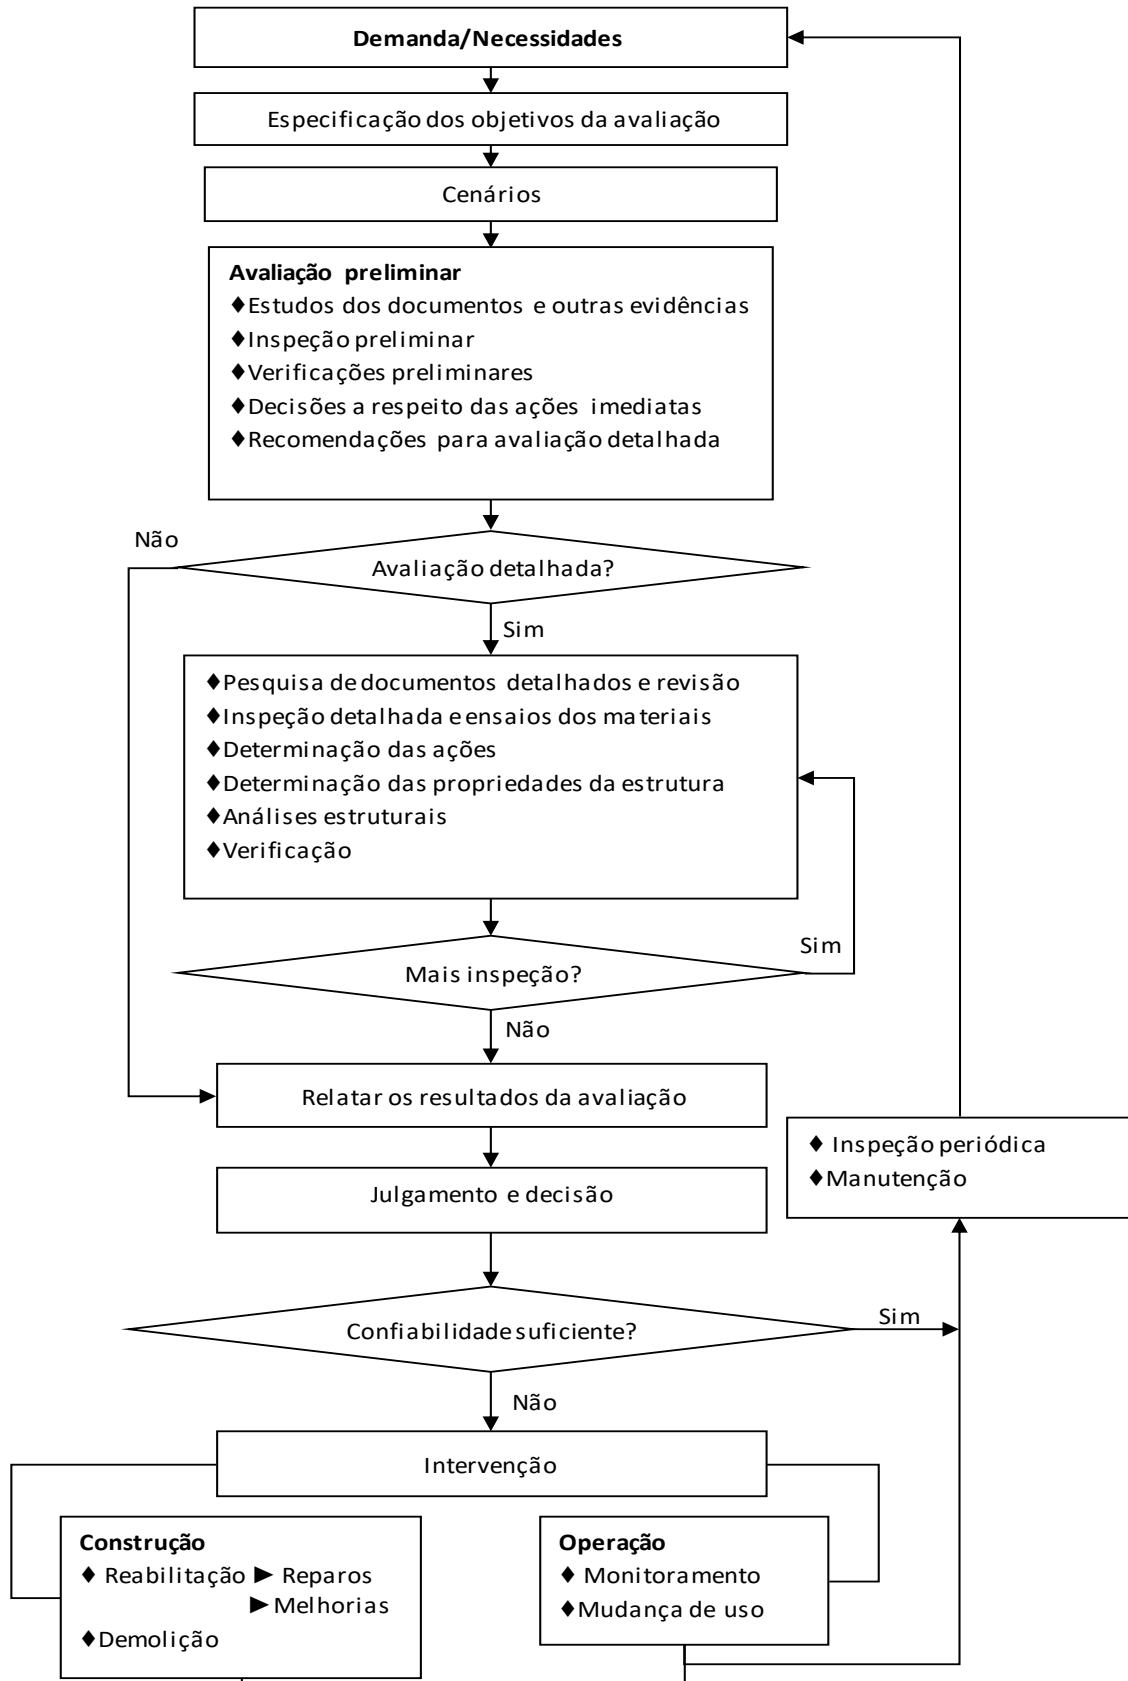 Demanda/Necessidades
Especificação dos objetivos da avaliação
Cenários
Avaliação preliminar
♦Estudos dos documentos e outras evidências
♦Inspeção preliminar
♦Verificações preliminares
♦Decisões a respeito das ações imediatas
♦Recomendações para avaliação detalhada
Não
Avaliação detalhada?
Sim
♦Pesquisa de documentos detalhados e revisão
♦Inspeção detalhada e ensaios dos materiais
♦Determinação das ações
♦Determinação das propriedades da estrutura
♦Análises estruturais
♦Verificação
Sim
Mais inspeção?
Não
Relatar os resultados da avaliação
♦ Inspeção periódica
♦Manutenção
Julgamento e decisão
Sim
Confiabilidade suficiente?
Não
Intervenção
Construção
♦ Reabilitação ► Reparos
► Melhorias
♦Demolição
Operação
♦ Monitoramento
♦Mudança de uso